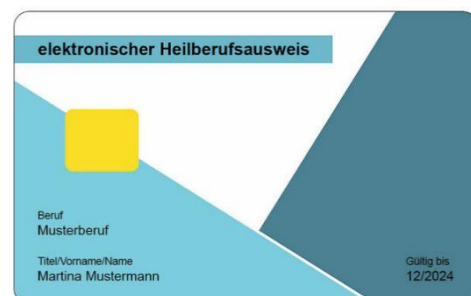 elektronischer Heilberufsausweis
Beruf
Musterberuf
Titel/Vorname/Name
Martina Mustermann
Gültig bis
12/2024